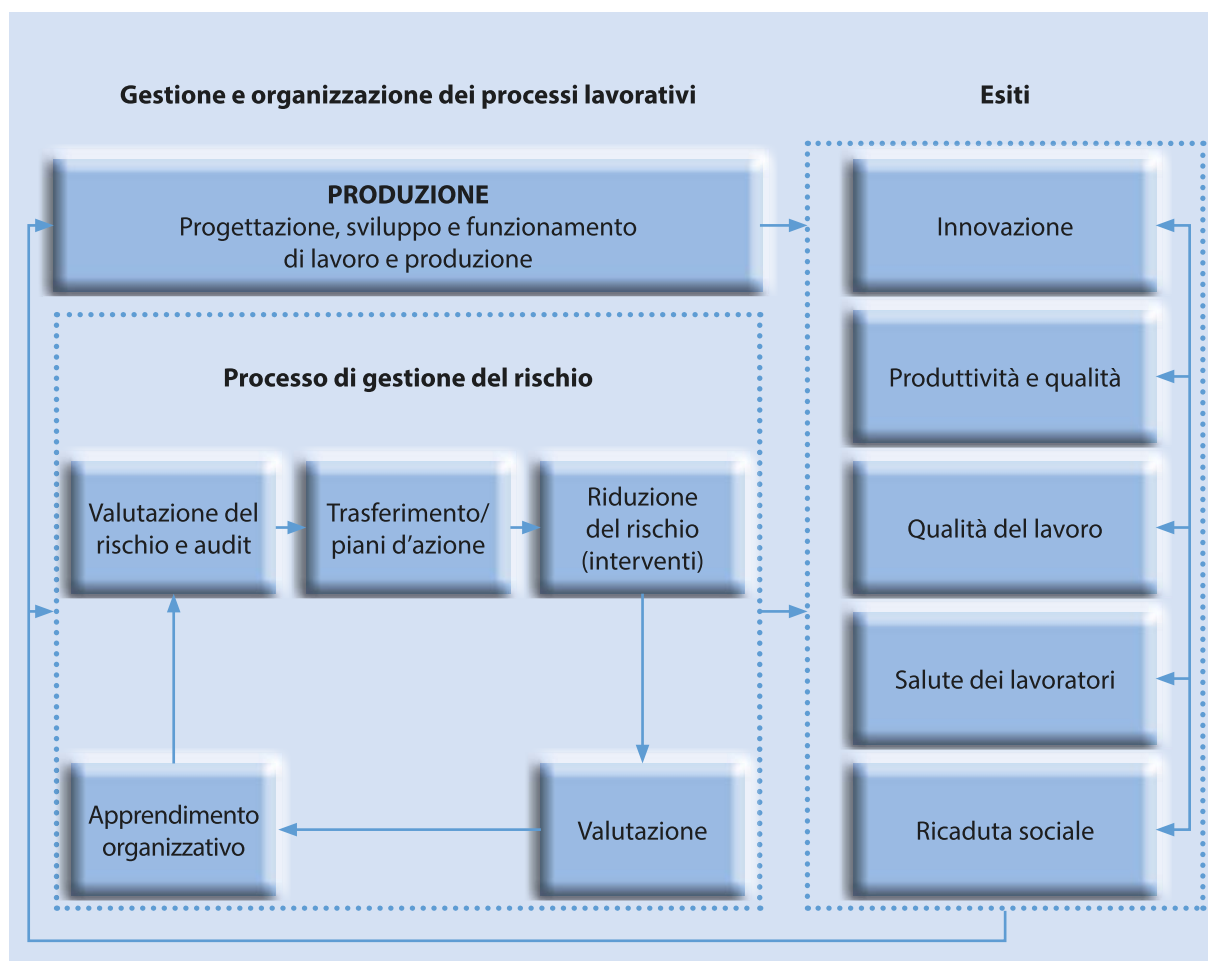 Gestione e organizzazione dei processi lavorativi
Esiti
PRODUZIONE
Progettazione, sviluppo e funzionamento
di lavoro e produzione
Innovazione
Produttività e qualità
Processo di gestione del rischio
Valutazione del
rischio e audit
Trasferimento/
piani d’azione
Riduzione
del rischio
(interventi)
Qualità del lavoro
Salute dei lavoratori
Apprendimento
organizzativo
Valutazione
Ricaduta sociale